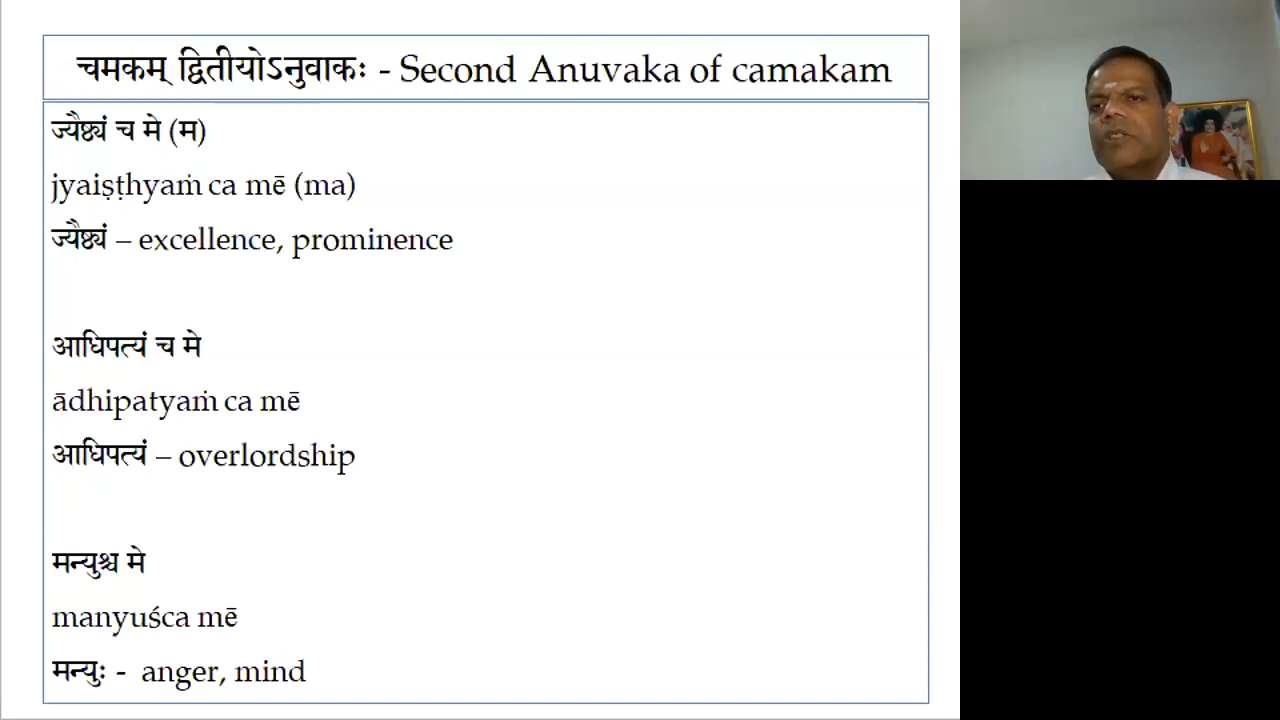 चमकम् द्वितीयोऽनुवाकः - Second Anuvaka of camakam
ज्यैष्ठ्यं च मे (म)
jyaiṣṭhyaṁ ca mē (ma)
ज्यैष्ठ्यं – excellence, prominence
आधिपत्यं च मे
ādhipatyaṁ ca mē
आधिपत्यं – overlordship
मन्युश्च मे
manyuśca mē
मन्युः - anger, mind